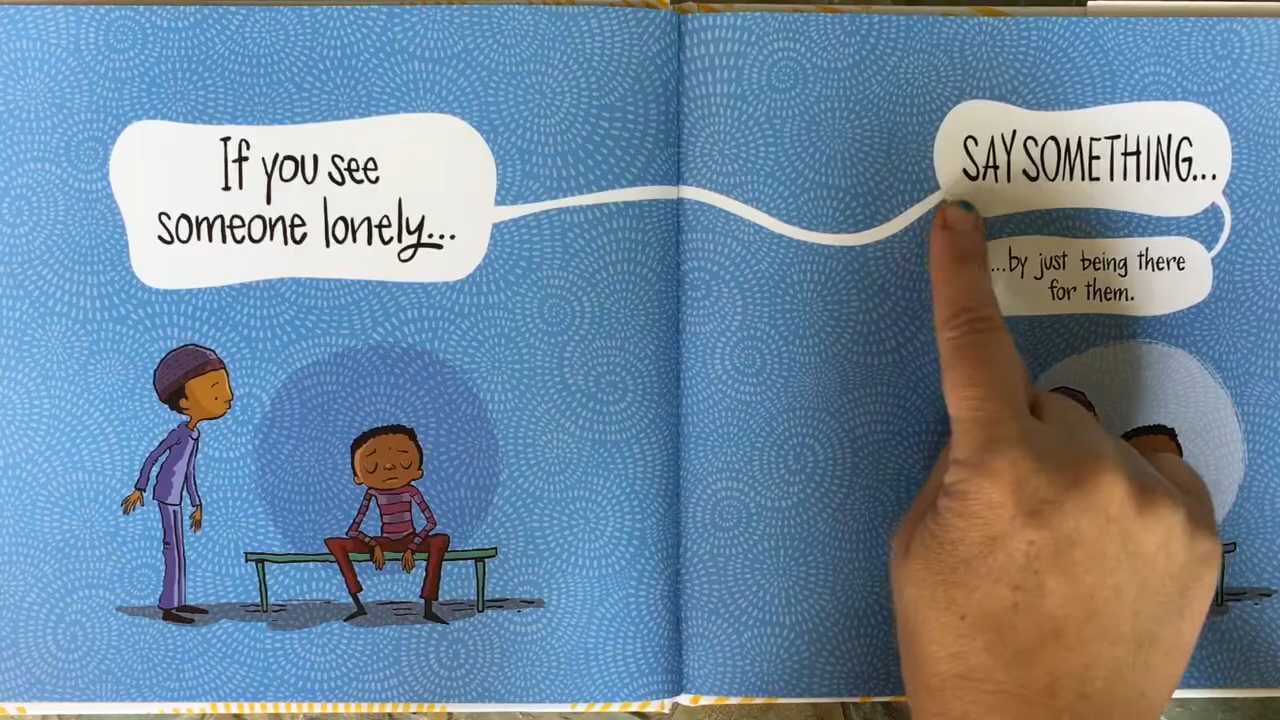 If you see
someone lonely...
SAY SOMETHING...
...by just being there
for them.